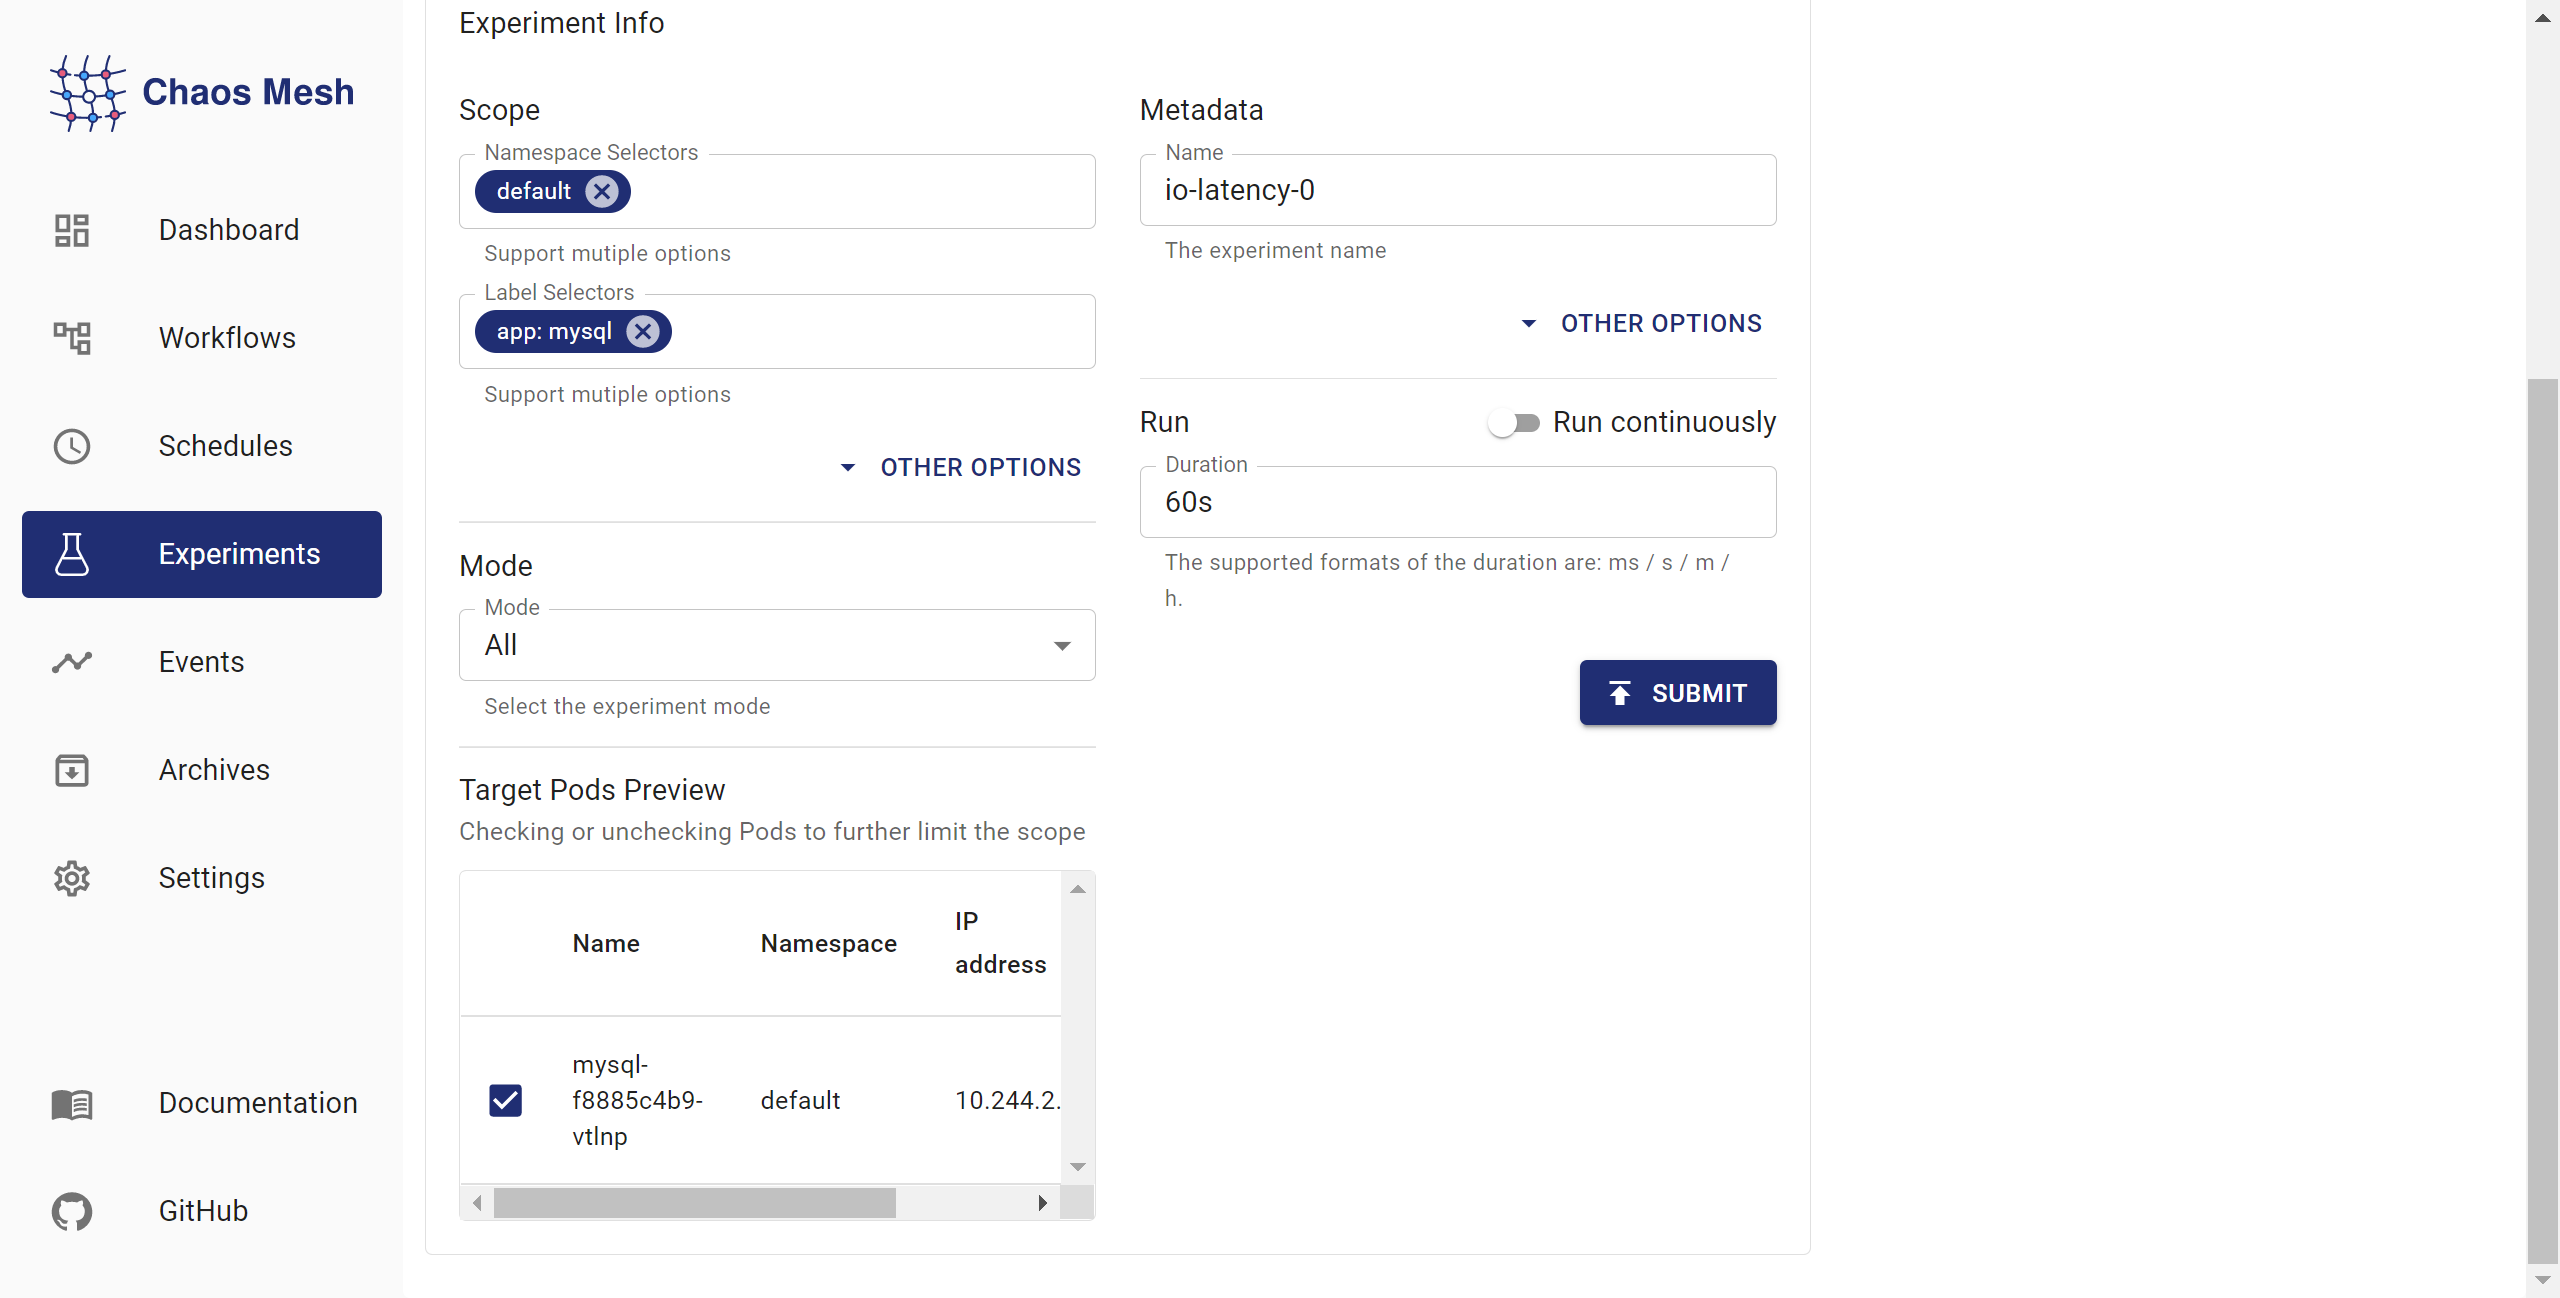 Chaos Mesh
Dashboard
Workflows
Schedules
Experiments
Events
Archives
Settings
Documentation
GitHub
Experiment Info
Scope
Namespace Selectors
default
Support mutiple options
Label Selectors
app: mysql
Support mutiple options
OTHER OPTIONS
Mode
Mode
All
Select the experiment mode
Target Pods Preview
Checking or unchecking Pods to further limit the scope
Name
Namespace
IP
address
mysql-
f8885c4b9-
vtlnp
default
10.244.2.
Metadata
Name
io-latency-0
The experiment name
OTHER OPTIONS
Run
Run continuously
Duration
60s
The supported formats of the duration are: ms / s / m /
h.
SUBMIT